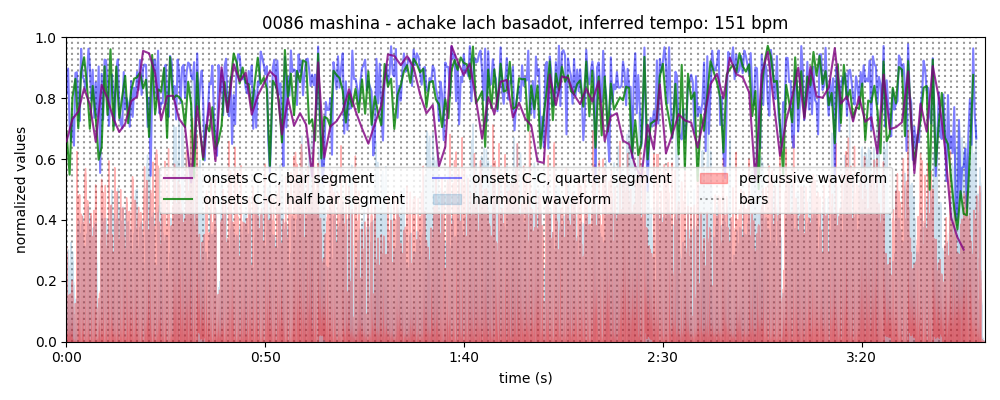 0086 mashina - achake lach basadot, inferred tempo: 151 bpm
1.0
0.8
0.6
0.4
0.2
0.0
normalized values
onsets C-C, bar segment
onsets C-C, half bar segment
onsets C-C, quarter segment
harmonic waveform
percussive waveform
bars
0:00 0:50 1:40 2:30 3:20
time (s)